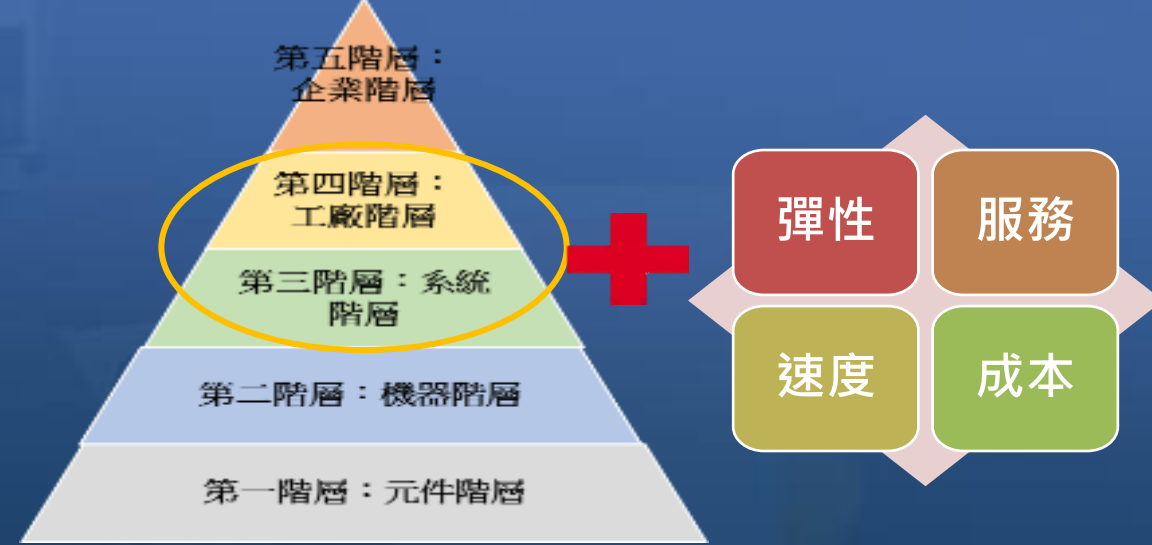 第五階層：
企業階層
第四階層：
工廠階層
第三階層：系統
階層
第二階層：機器階層
第一階層：元件階層
彈性
服務
速度
成本